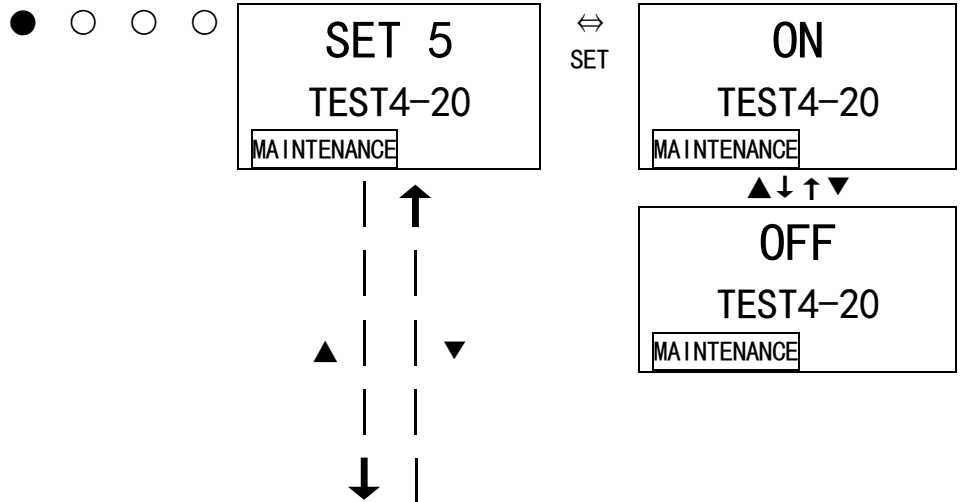 ● ○ ○ ○
SET 5
TEST4-20
MAINTENANCE
⇔
SET
ON
TEST4-20
MAINTENANCE
▲↓↑▼
OFF
TEST4-20
MAINTENANCE
▲ ▼